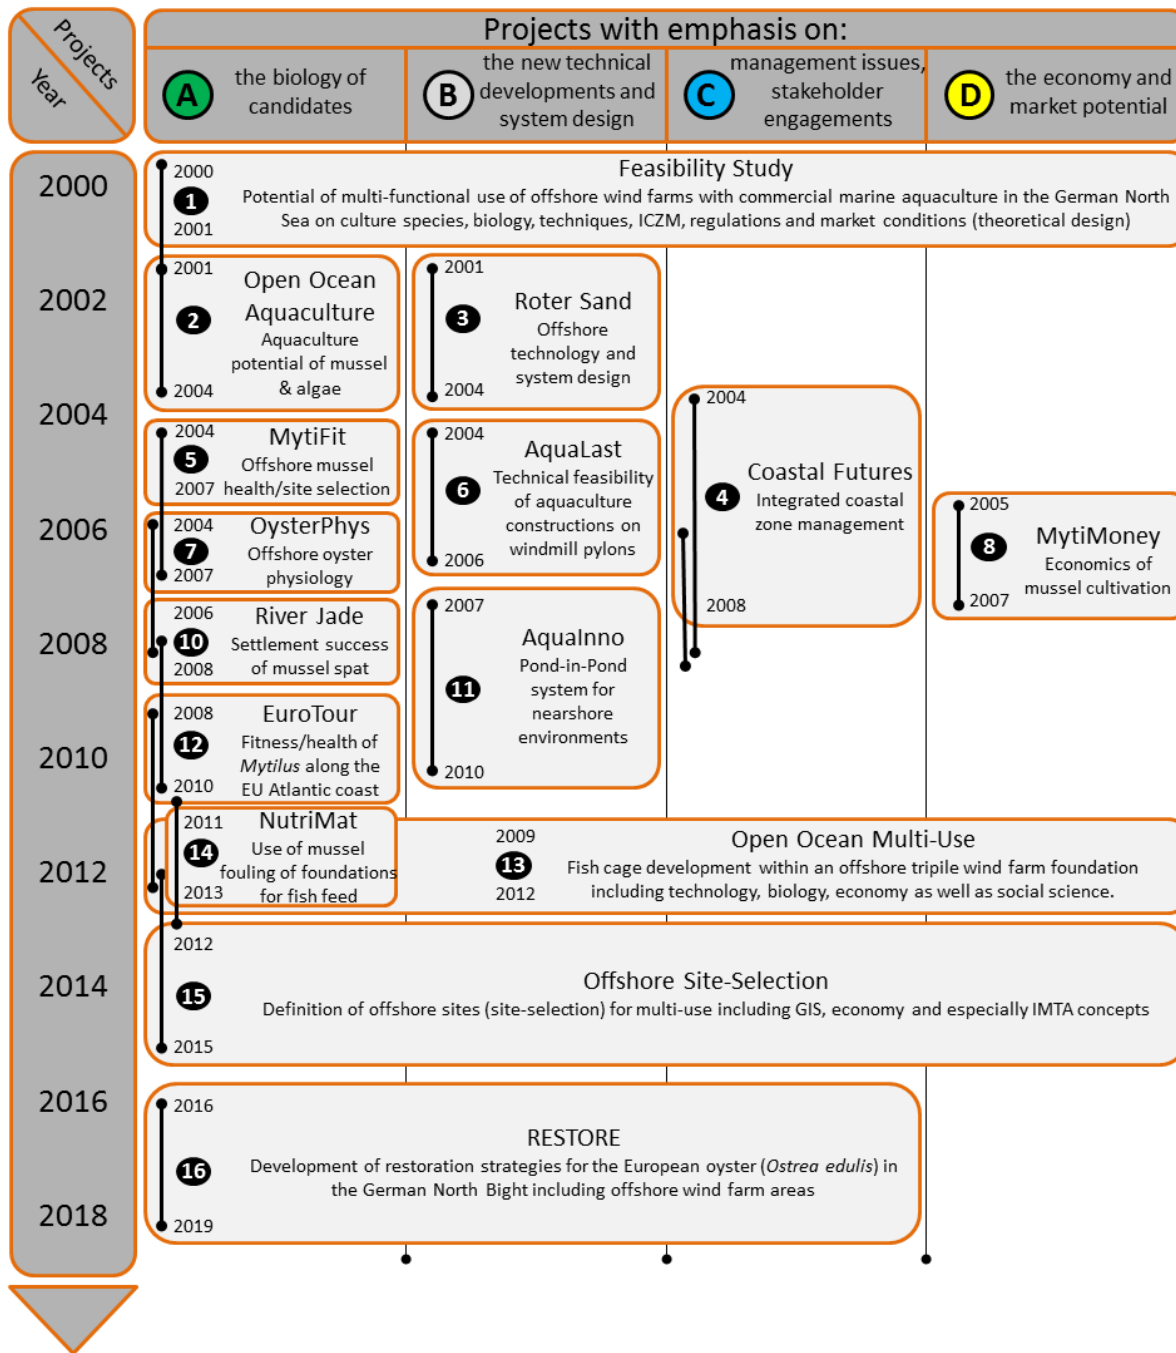 Projects
Year
Projects with emphasis on:
A
the biology of
candidates
B
the new technical
developments and
system design
C
management issues,
stakeholder
engagements
D
the economy and
market potential
2000
2002
2004
2006
2008
2010
2012
2014
2016
2018
2000
1
2001
Feasibility Study
Potential of multi-functional use of offshore wind farms with commercial marine aquaculture in the German North
Sea on culture species, biology, techniques, ICZM, regulations and market conditions (theoretical design)
2001
2
2004
Open Ocean
Aquaculture
Aquaculture
potential of mussel
& algae
2001
3
2004
Roter Sand
Offshore
technology and
system design
2004
4
2008
Coastal Futures
Integrated coastal
zone management
2004
5
2007
MytiFit
Offshore mussel
health/site selection
2004
6
2006
AquaLast
Technical feasibility
of aquaculture
constructions on
windmill pylons
2004
7
2007
OysterPhys
Offshore oyster
physiology
2005
8
2007
MytiMoney
Economics of
mussel cultivation
2006
10
2008
River Jade
Settlement success
of mussel spat
2007
11
2010
AquaInno
Pond-in-Pond
system for
nearshore
environments
2008
12
2010
EuroTour
Fitness/health of
Mytilus along the
EU Atlantic coast
2011
14
2013
NutriMat
Use of mussel
fouling of foundations
for fish feed
2009
13
2012
Open Ocean Multi-Use
Fish cage development within an offshore tripile wind farm foundation
including technology, biology, economy as well as social science.
2012
15
2015
Offshore Site-Selection
Definition of offshore sites (site-selection) for multi-use including GIS, economy and especially IMTA concepts
2016
16
2019
RESTORE
Development of restoration strategies for the European oyster (Ostrea edulis) in
the German North Bight including offshore wind farm areas